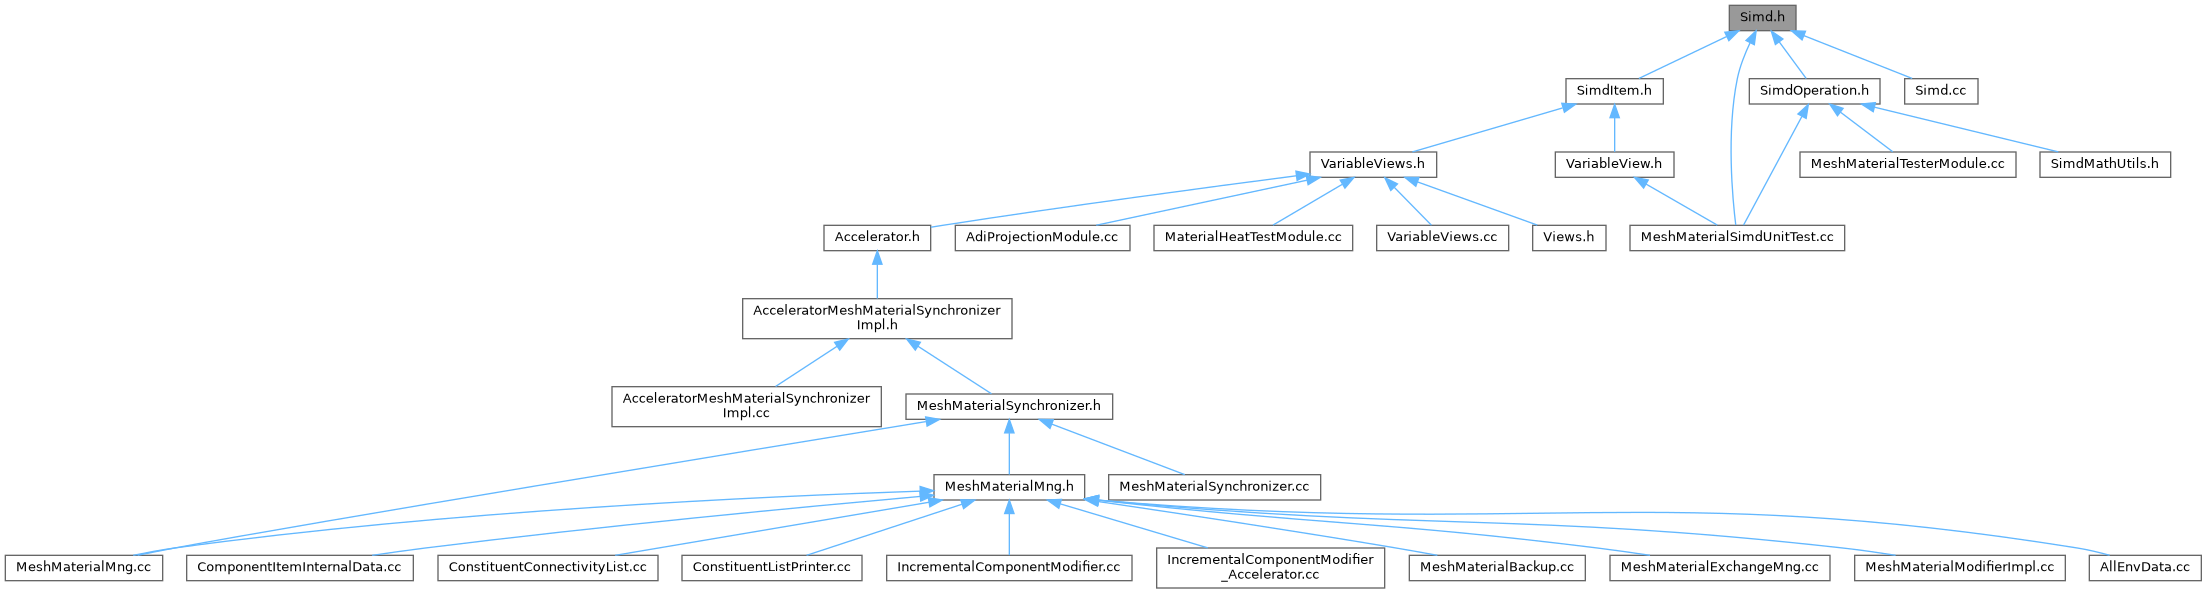 Simd.h
SimdItem.h
SimdOperation.h
Simd.cc
VariableViews.h
VariableView.h
MeshMaterialTesterModule.cc
SimdMathUtils.h
Accelerator.h
AdiProjectionModule.cc
MaterialHeatTestModule.cc
VariableViews.cc
Views.h
MeshMaterialSimdUnitTest.cc
AcceleratorMeshMaterialSynchronizer
Impl.h
AcceleratorMeshMaterialSynchronizer
Impl.cc
MeshMaterialSynchronizer.h
MeshMaterialMng.h
MeshMaterialSynchronizer.cc
MeshMaterialMng.cc
ComponentItemInternalData.cc
ConstituentConnectivityList.cc
ConstituentListPrinter.cc
IncrementalComponentModifier.cc
IncrementalComponentModifier
_Accelerator.cc
MeshMaterialBackup.cc
MeshMaterialExchangeMng.cc
MeshMaterialModifierImpl.cc
AllEnvData.cc